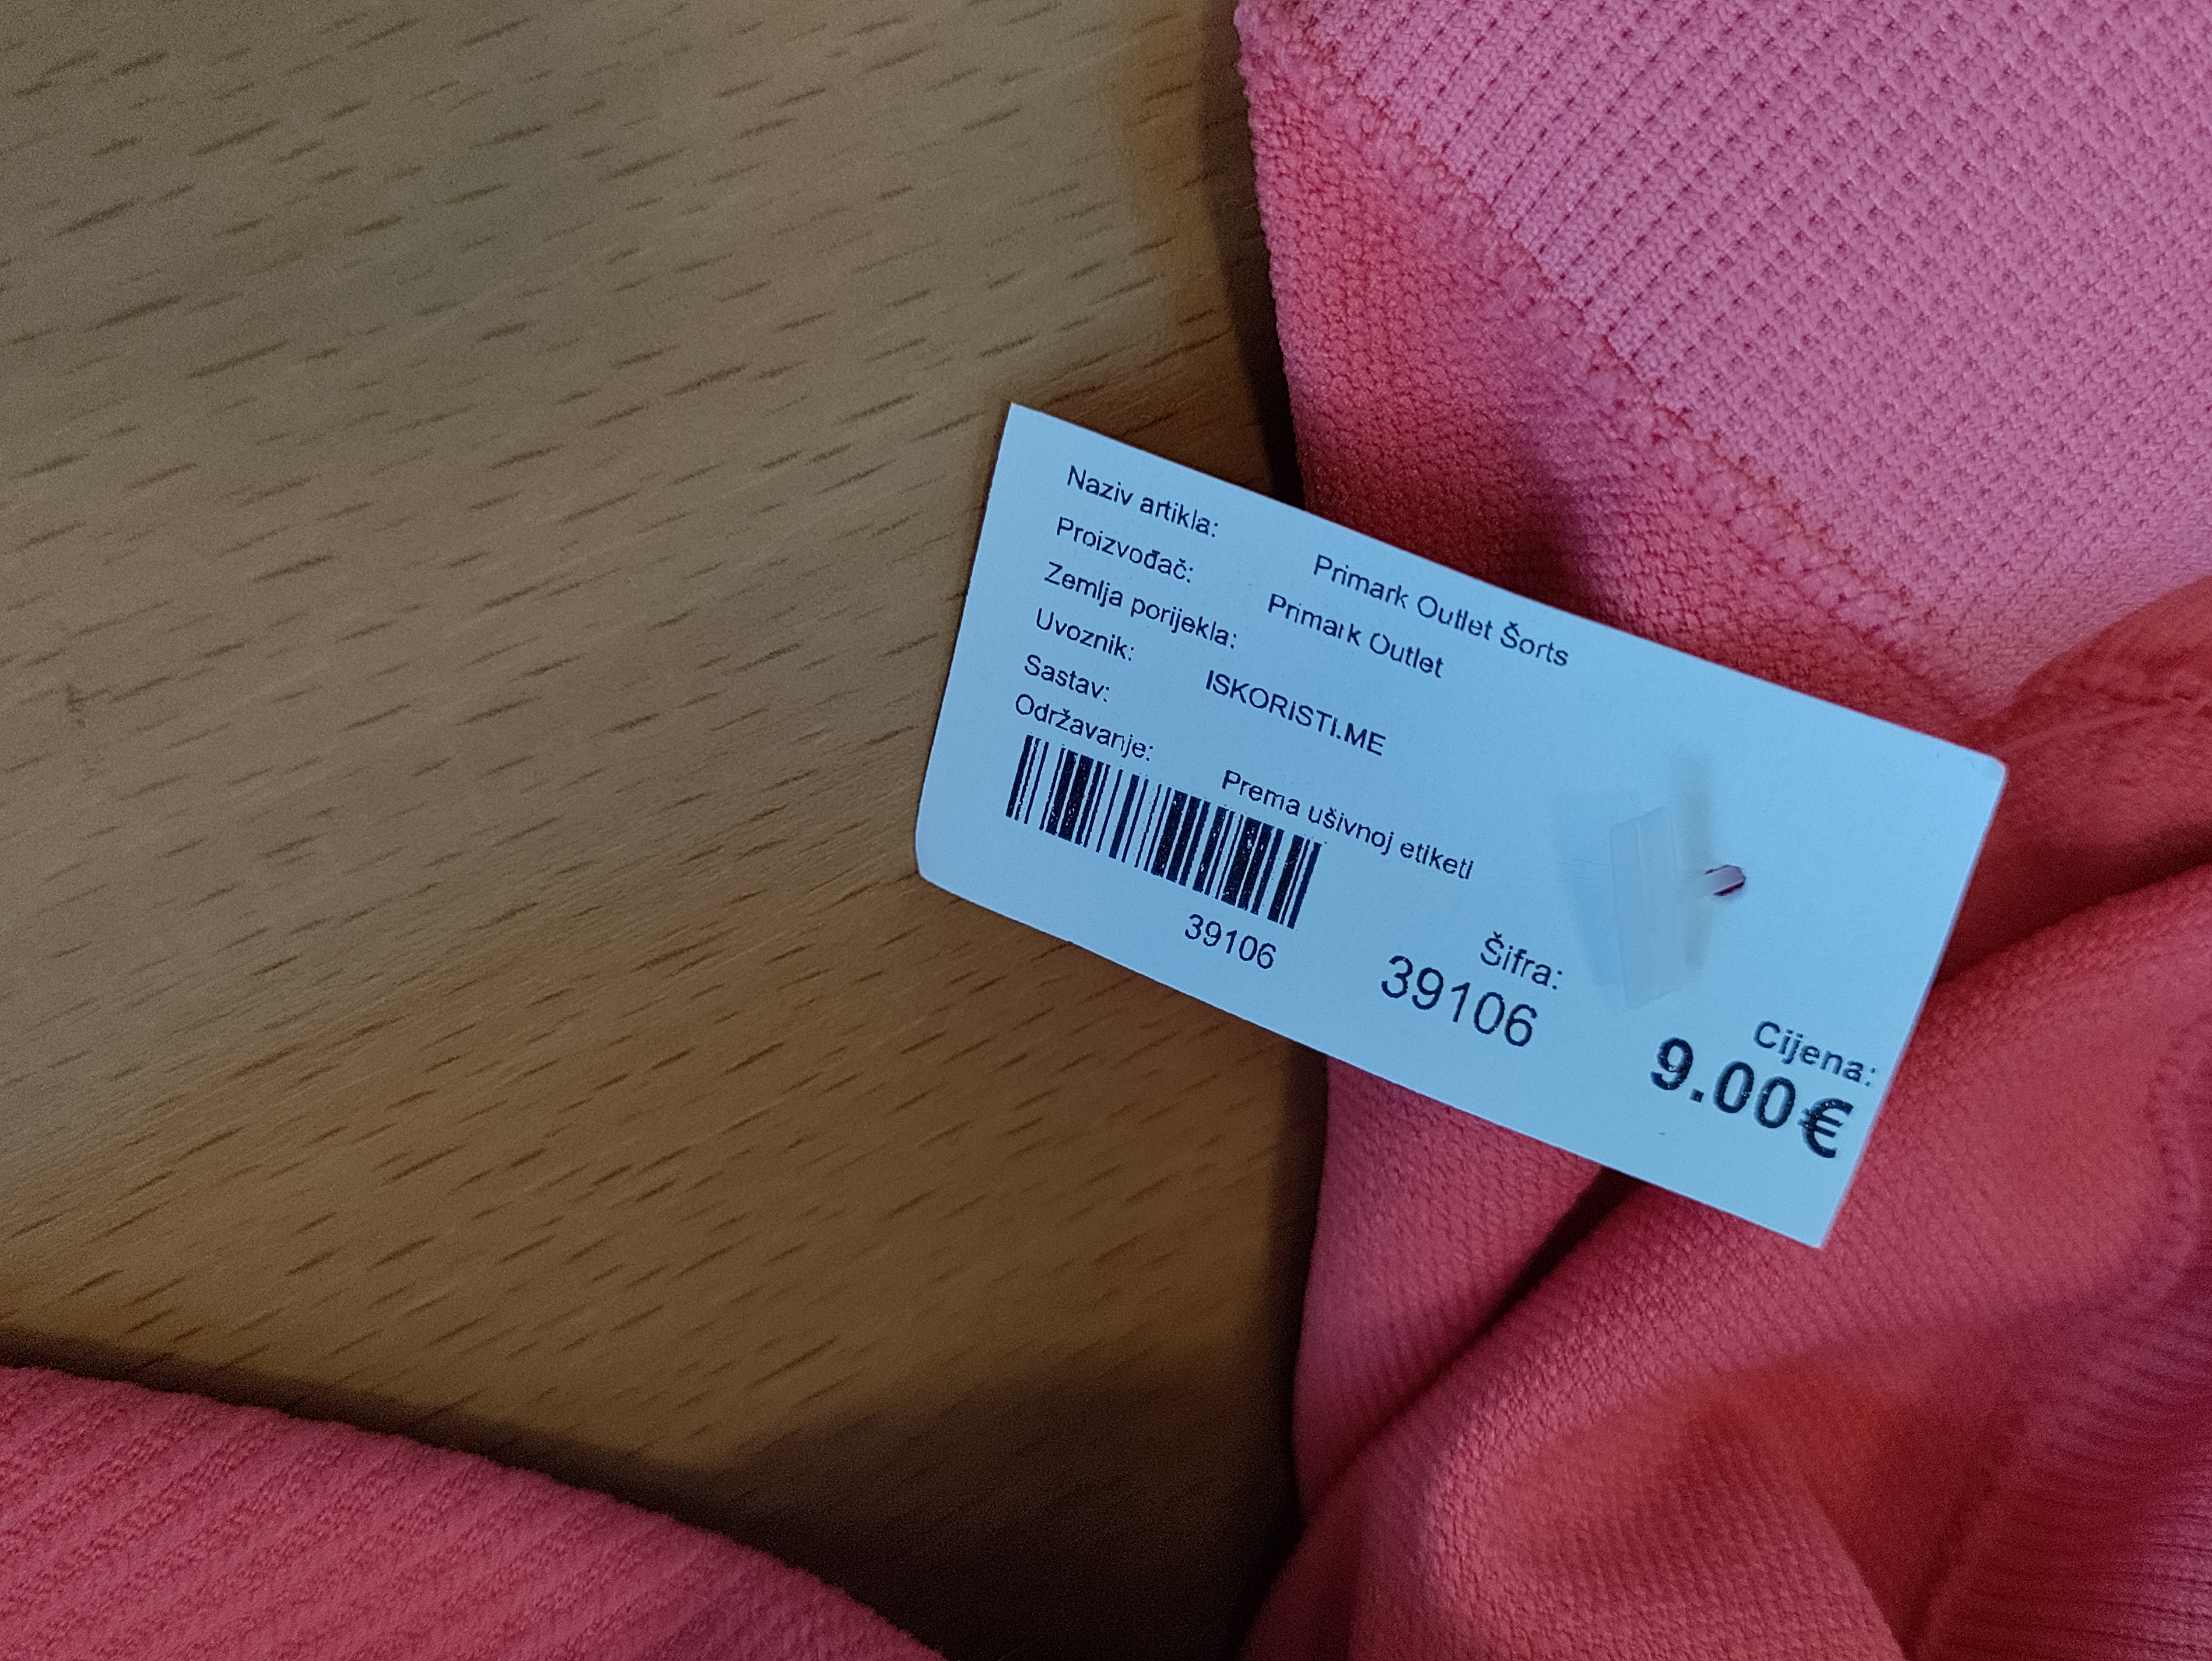 Naziv artikla: Primark Outlet Šorts
Proizvođač: Primark Outlet
Zemlja porijekla:
Uvoznik: ISKORISTI.ME
Sastav:
Održavanje: Prema ušivnoj etiketi
39106
Šifra:
39106
Cijena:
9.00€